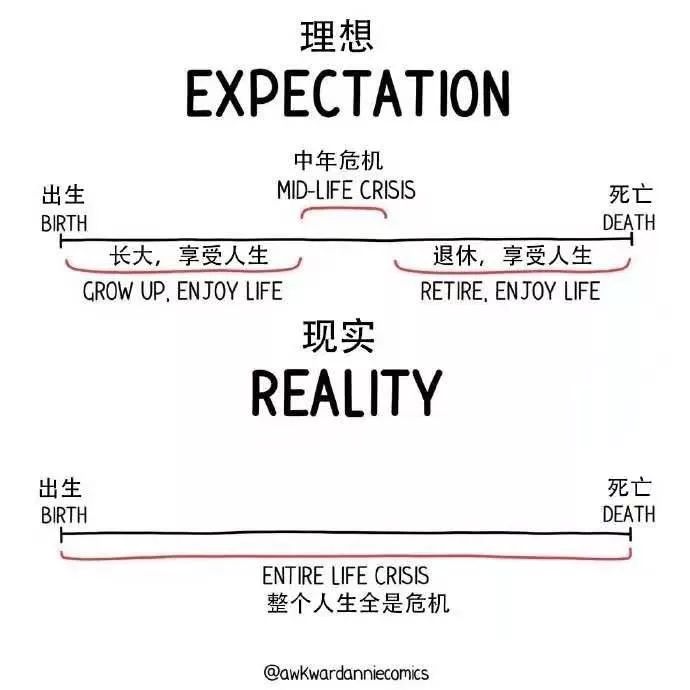 理想
EXPECTATION
中年危机
MID-LIFE CRISIS
出生
BIRTH
死亡
DEATH
长大，享受人生
GROW UP, ENJOY LIFE
退休，享受人生
RETIRE, ENJOY LIFE
现实
REALITY
出生
BIRTH
死亡
DEATH
ENTIRE LIFE CRISIS
整个人生全是危机
@awkwardanniecomics